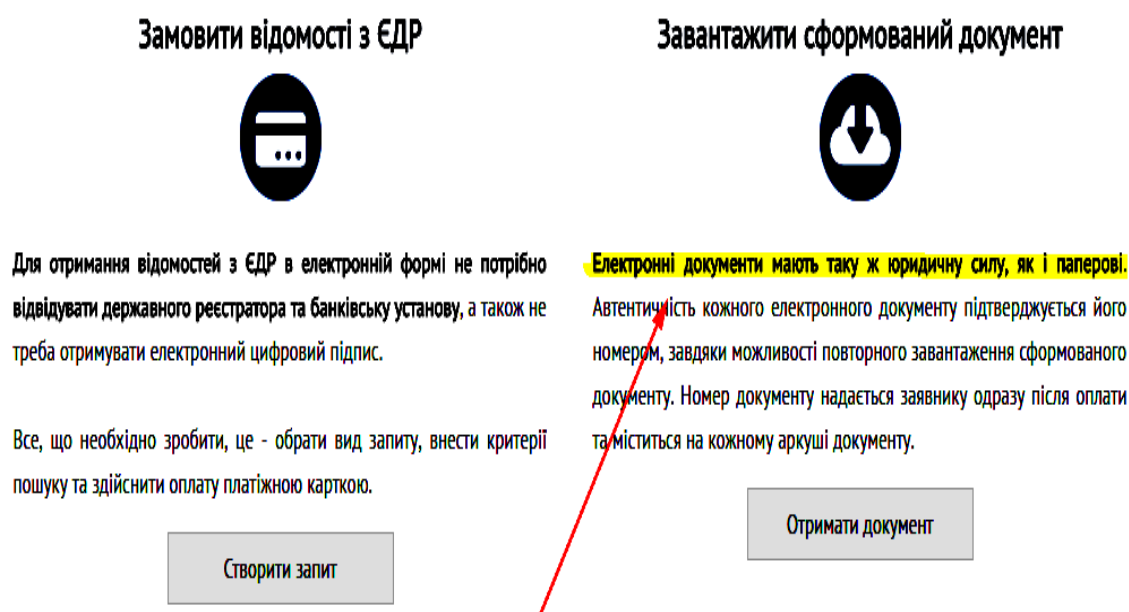 Замовити відомості з ЄДР
Для отримання відомостей з ЄДР в електронній формі не потрібно
відвідувати державного реєстратора та банківську установу, а також не
треба отримувати електронний цифровий підпис.
Все, що необхідно зробити, це - обрати вид запиту, внести критерії
пошуку та здійснити оплату платіжною карткою.
Створити запит
Завантажити сформований документ
Електронні документи мають таку ж юридичну силу, як і паперові.
Автентичність кожного електронного документу підтверджується його
номером, завдяки можливості повторного завантаження сформованого
документу. Номер документу надається заявнику одразу після оплати
та міститься на кожному аркуші документу.
Отримати документ